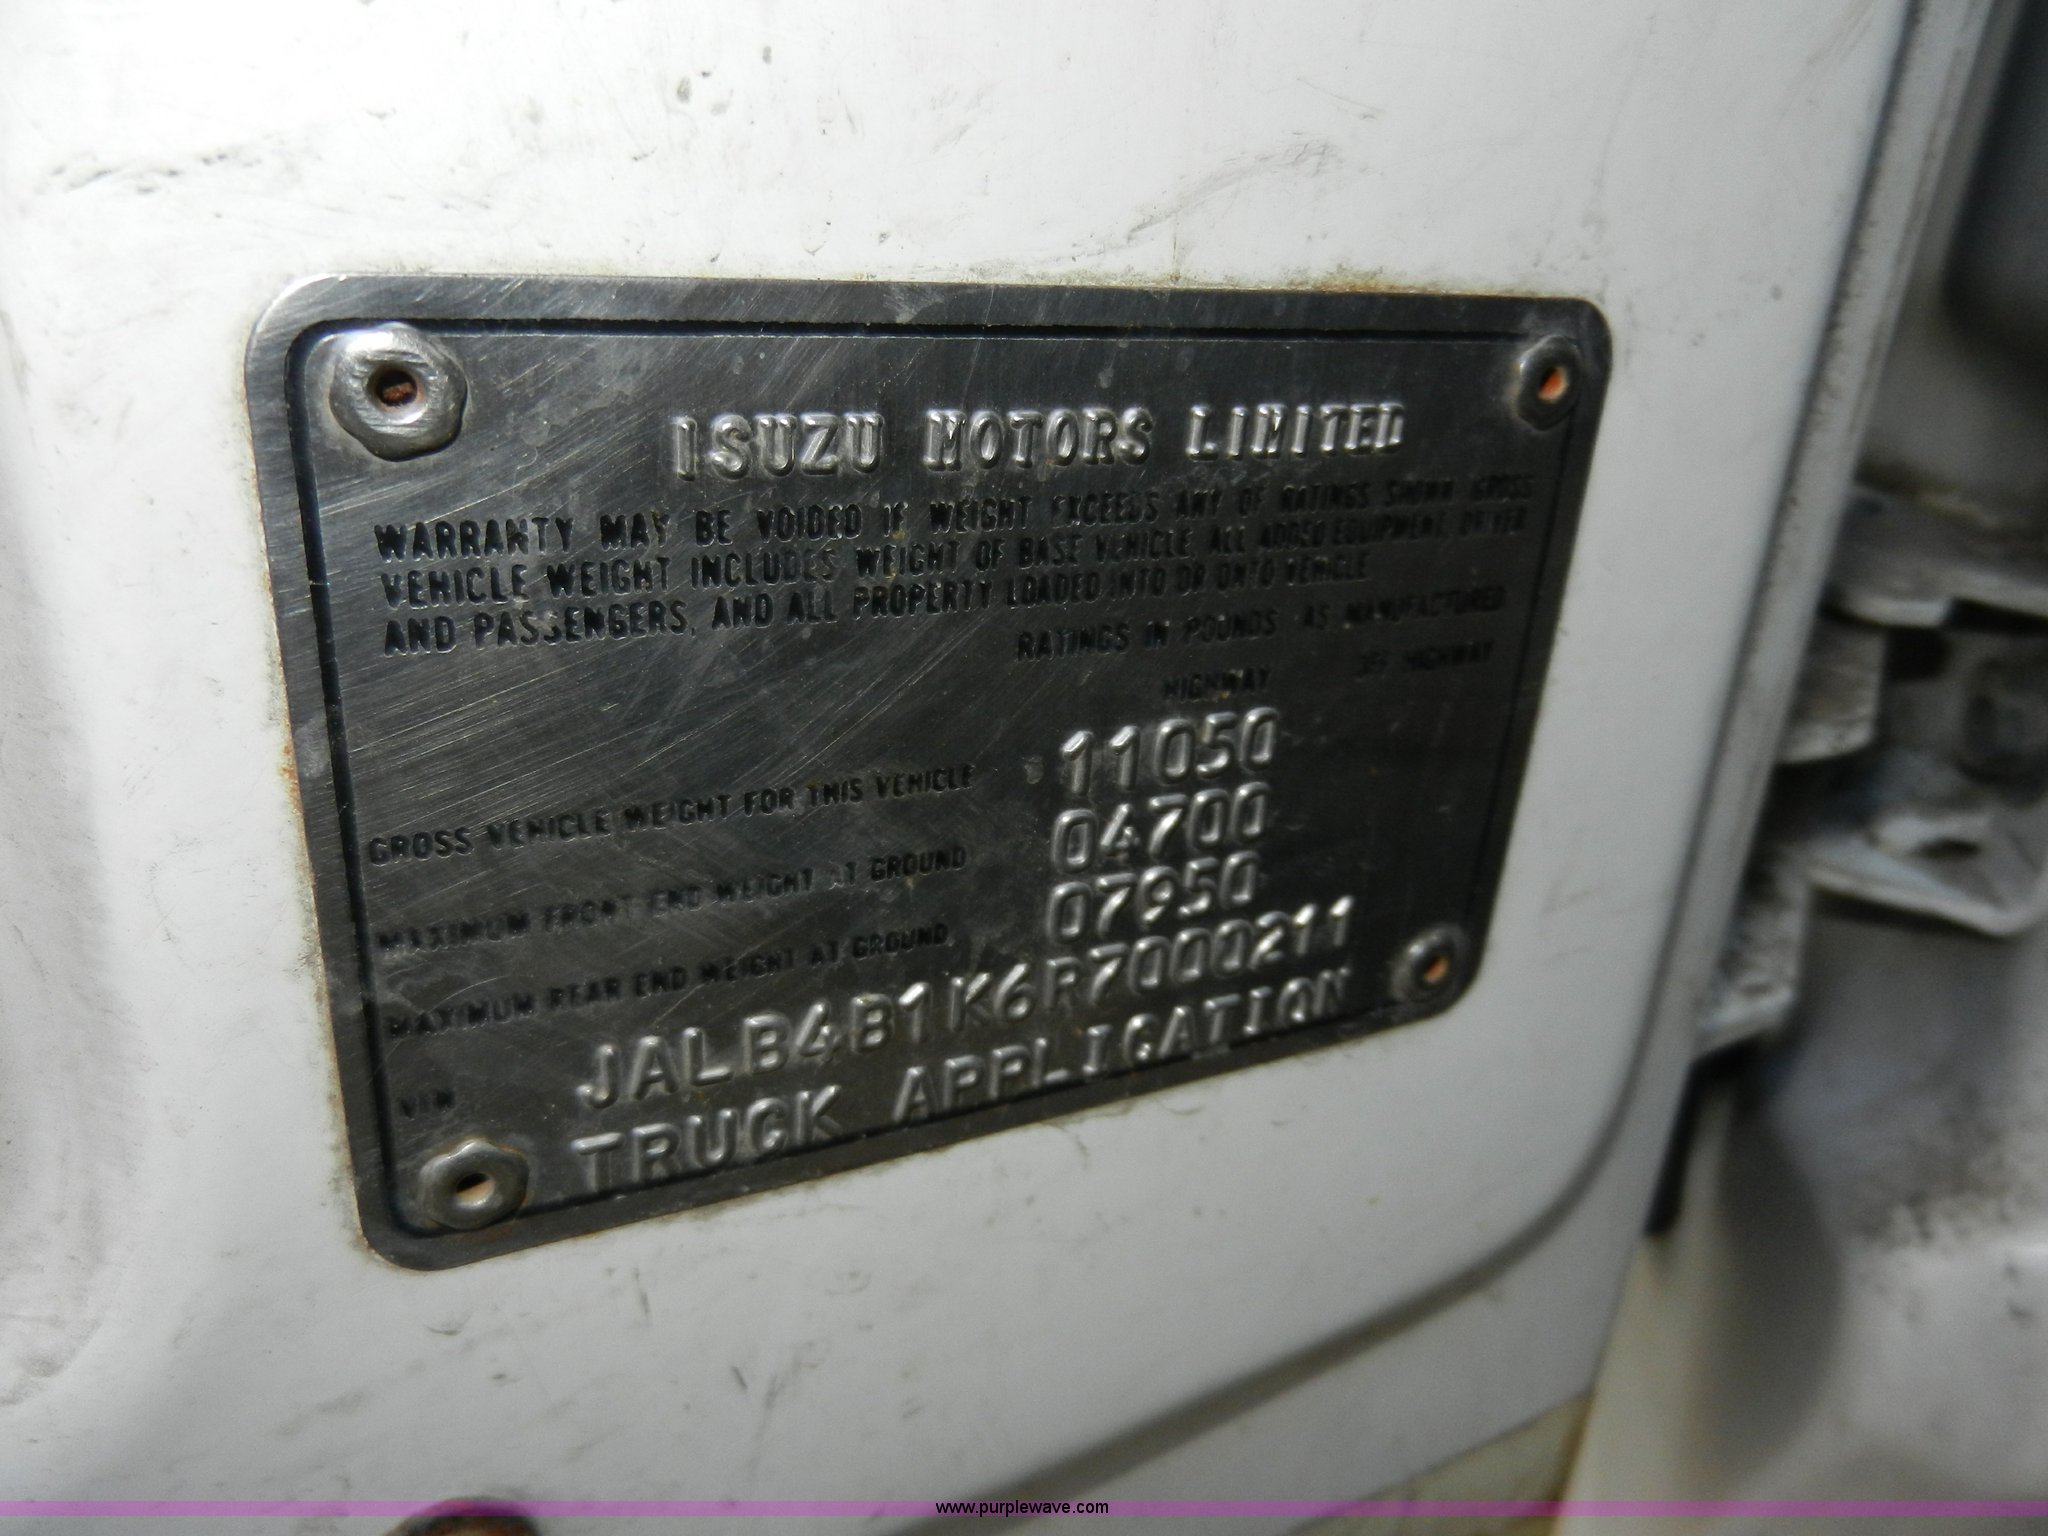 ISUZU MOTORS LIMITED
WARRANTY MAY BE VOIDED IF WEIGHT EXCEEDS ANY OF RATINGS SHOWN GROSS
VEHICLE WEIGHT INCLUDES WEIGHT OF BASE VEHICLE, ALL ADDED EQUIPMENT, DRIVER
AND PASSENGERS, AND ALL PROPERTY LOADED INTO OR ONTO VEHICLE
RATINGS IN POUNDS AS MANUFACTURED
HIGHWAY OFF HIGHWAY
GROSS VEHICLE WEIGHT FOR THIS VEHICLE 11050
MAXIMUM FRONT END WEIGHT AT GROUND 04700
MAXIMUM REAR END WEIGHT AT GROUND 07950
VIN JALB4B1K6R7000211
TRUCK APPLICATION
www.purplewave.com